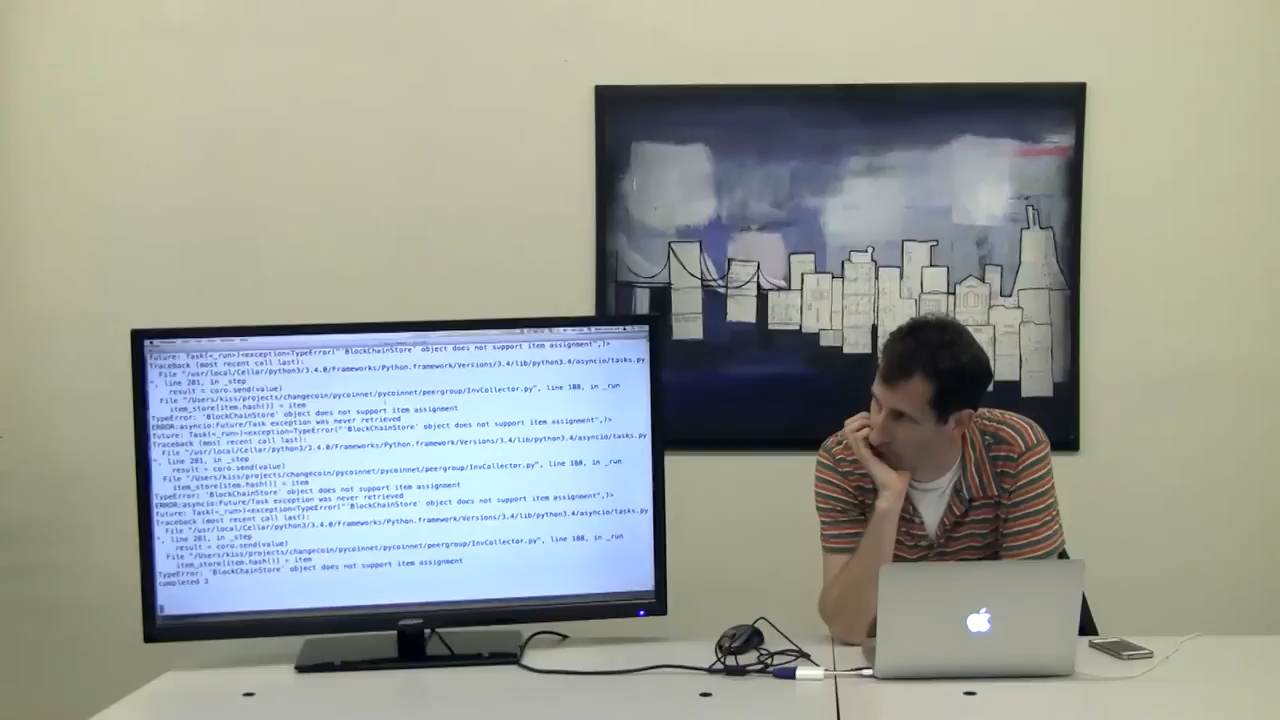 future: Task(<_run>)<exception=TypeError("'BlockChainStore' object does not support item assignment",)>
Traceback (most recent call last):
File "/usr/local/Cellar/python3/3.4.0/Frameworks/Python.framework/Versions/3.4/lib/python3.4/asyncio/tasks.py
", line 281, in _step
result = coro.send(value)
File "/Users/kiss/projects/changecoin/pycoinnet/pycoinnet/peergroup/InvCollector.py", line 188, in _run
item_store[item.hash()] = item
TypeError: 'BlockChainStore' object does not support item assignment
ERROR:asyncio:Future/Task exception was never retrieved
future: Task(<_run>)<exception=TypeError("'BlockChainStore' object does not support item assignment",)>
Traceback (most recent call last):
File "/usr/local/Cellar/python3/3.4.0/Frameworks/Python.framework/Versions/3.4/lib/python3.4/asyncio/tasks.py
", line 281, in _step
result = coro.send(value)
File "/Users/kiss/projects/changecoin/pycoinnet/pycoinnet/peergroup/InvCollector.py", line 188, in _run
item_store[item.hash()] = item
TypeError: 'BlockChainStore' object does not support item assignment
ERROR:asyncio:Future/Task exception was never retrieved
future: Task(<_run>)<exception=TypeError("'BlockChainStore' object does not support item assignment",)>
Traceback (most recent call last):
File "/usr/local/Cellar/python3/3.4.0/Frameworks/Python.framework/Versions/3.4/lib/python3.4/asyncio/tasks.py
", line 281, in _step
result = coro.send(value)
File "/Users/kiss/projects/changecoin/pycoinnet/pycoinnet/peergroup/InvCollector.py", line 188, in _run
item_store[item.hash()] = item
TypeError: 'BlockChainStore' object does not support item assignment
completed 3